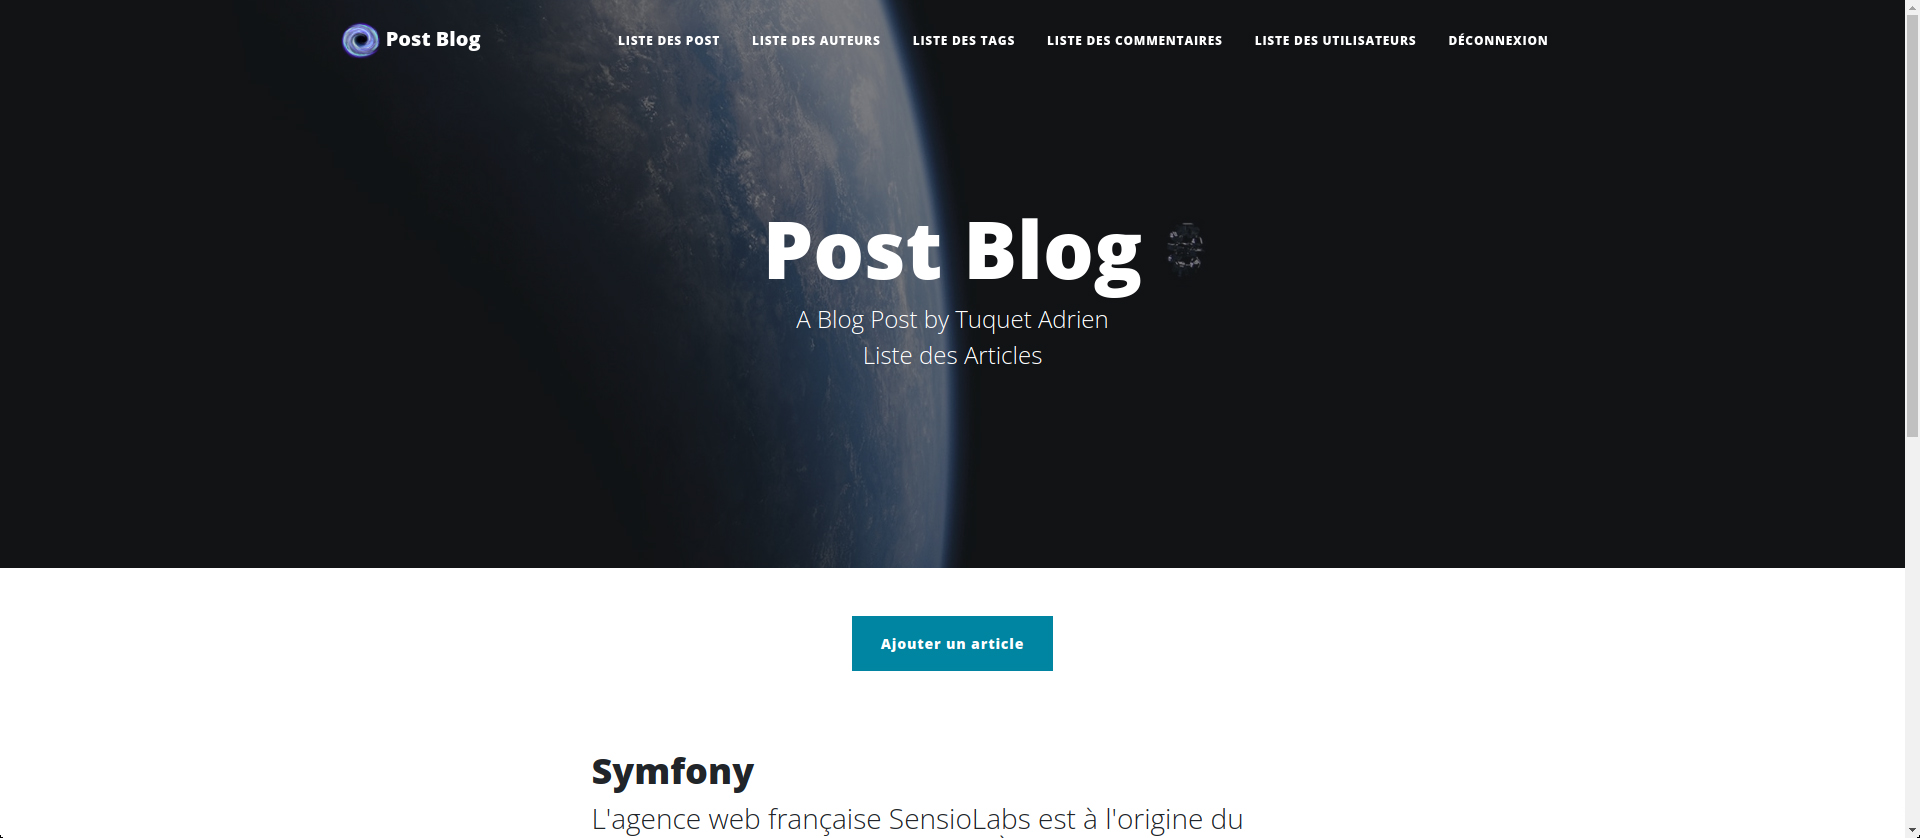 Post Blog
LISTE DES POST
LISTE DES AUTEURS
LISTE DES TAGS
LISTE DES COMMENTAIRES
LISTE DES UTILISATEURS
DÉCONNEXION
Post Blog
A Blog Post by Tuquet Adrien
Liste des Articles
Ajouter un article
Symfony
L'agence web française SensioLabs est à l'origine du